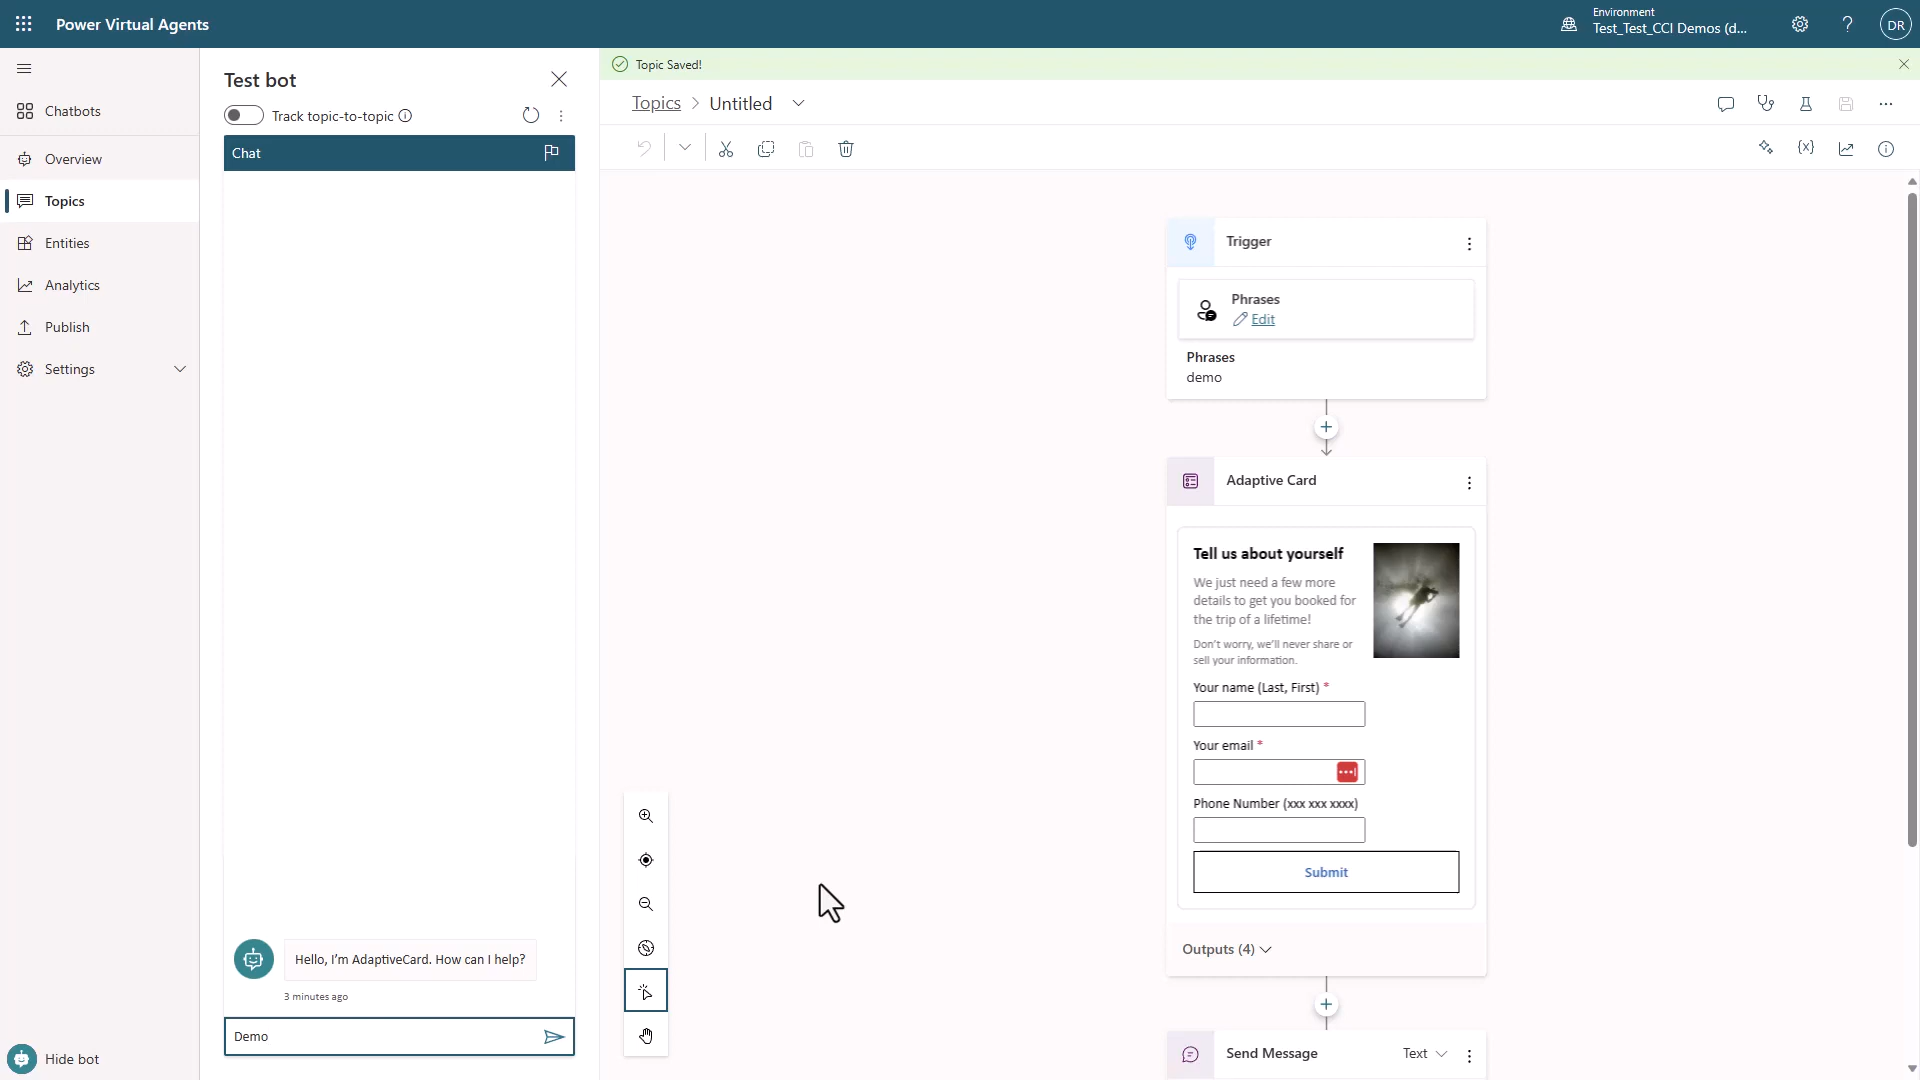 Power Virtual Agents
Environment
Test_Test_CCI Demos (d...
DR
Chatbots
Overview
Topics
Entities
Analytics
Publish
Settings
Hide bot
Test bot
Track topic-to-topic
Chat
Hello, I'm AdaptiveCard. How can I help?
3 minutes ago
Demo
Topic Saved!
Topics > Untitled
Trigger
Phrases
Edit
Phrases
demo
Adaptive Card
Tell us about yourself
We just need a few more
details to get you booked for
the trip of a lifetime!
Don't worry, we'll never share or
sell your information.
Your name (Last, First) *
Your email *
Phone Number (xxx xxx xxxx)
Submit
Outputs (4)
Send Message
Text